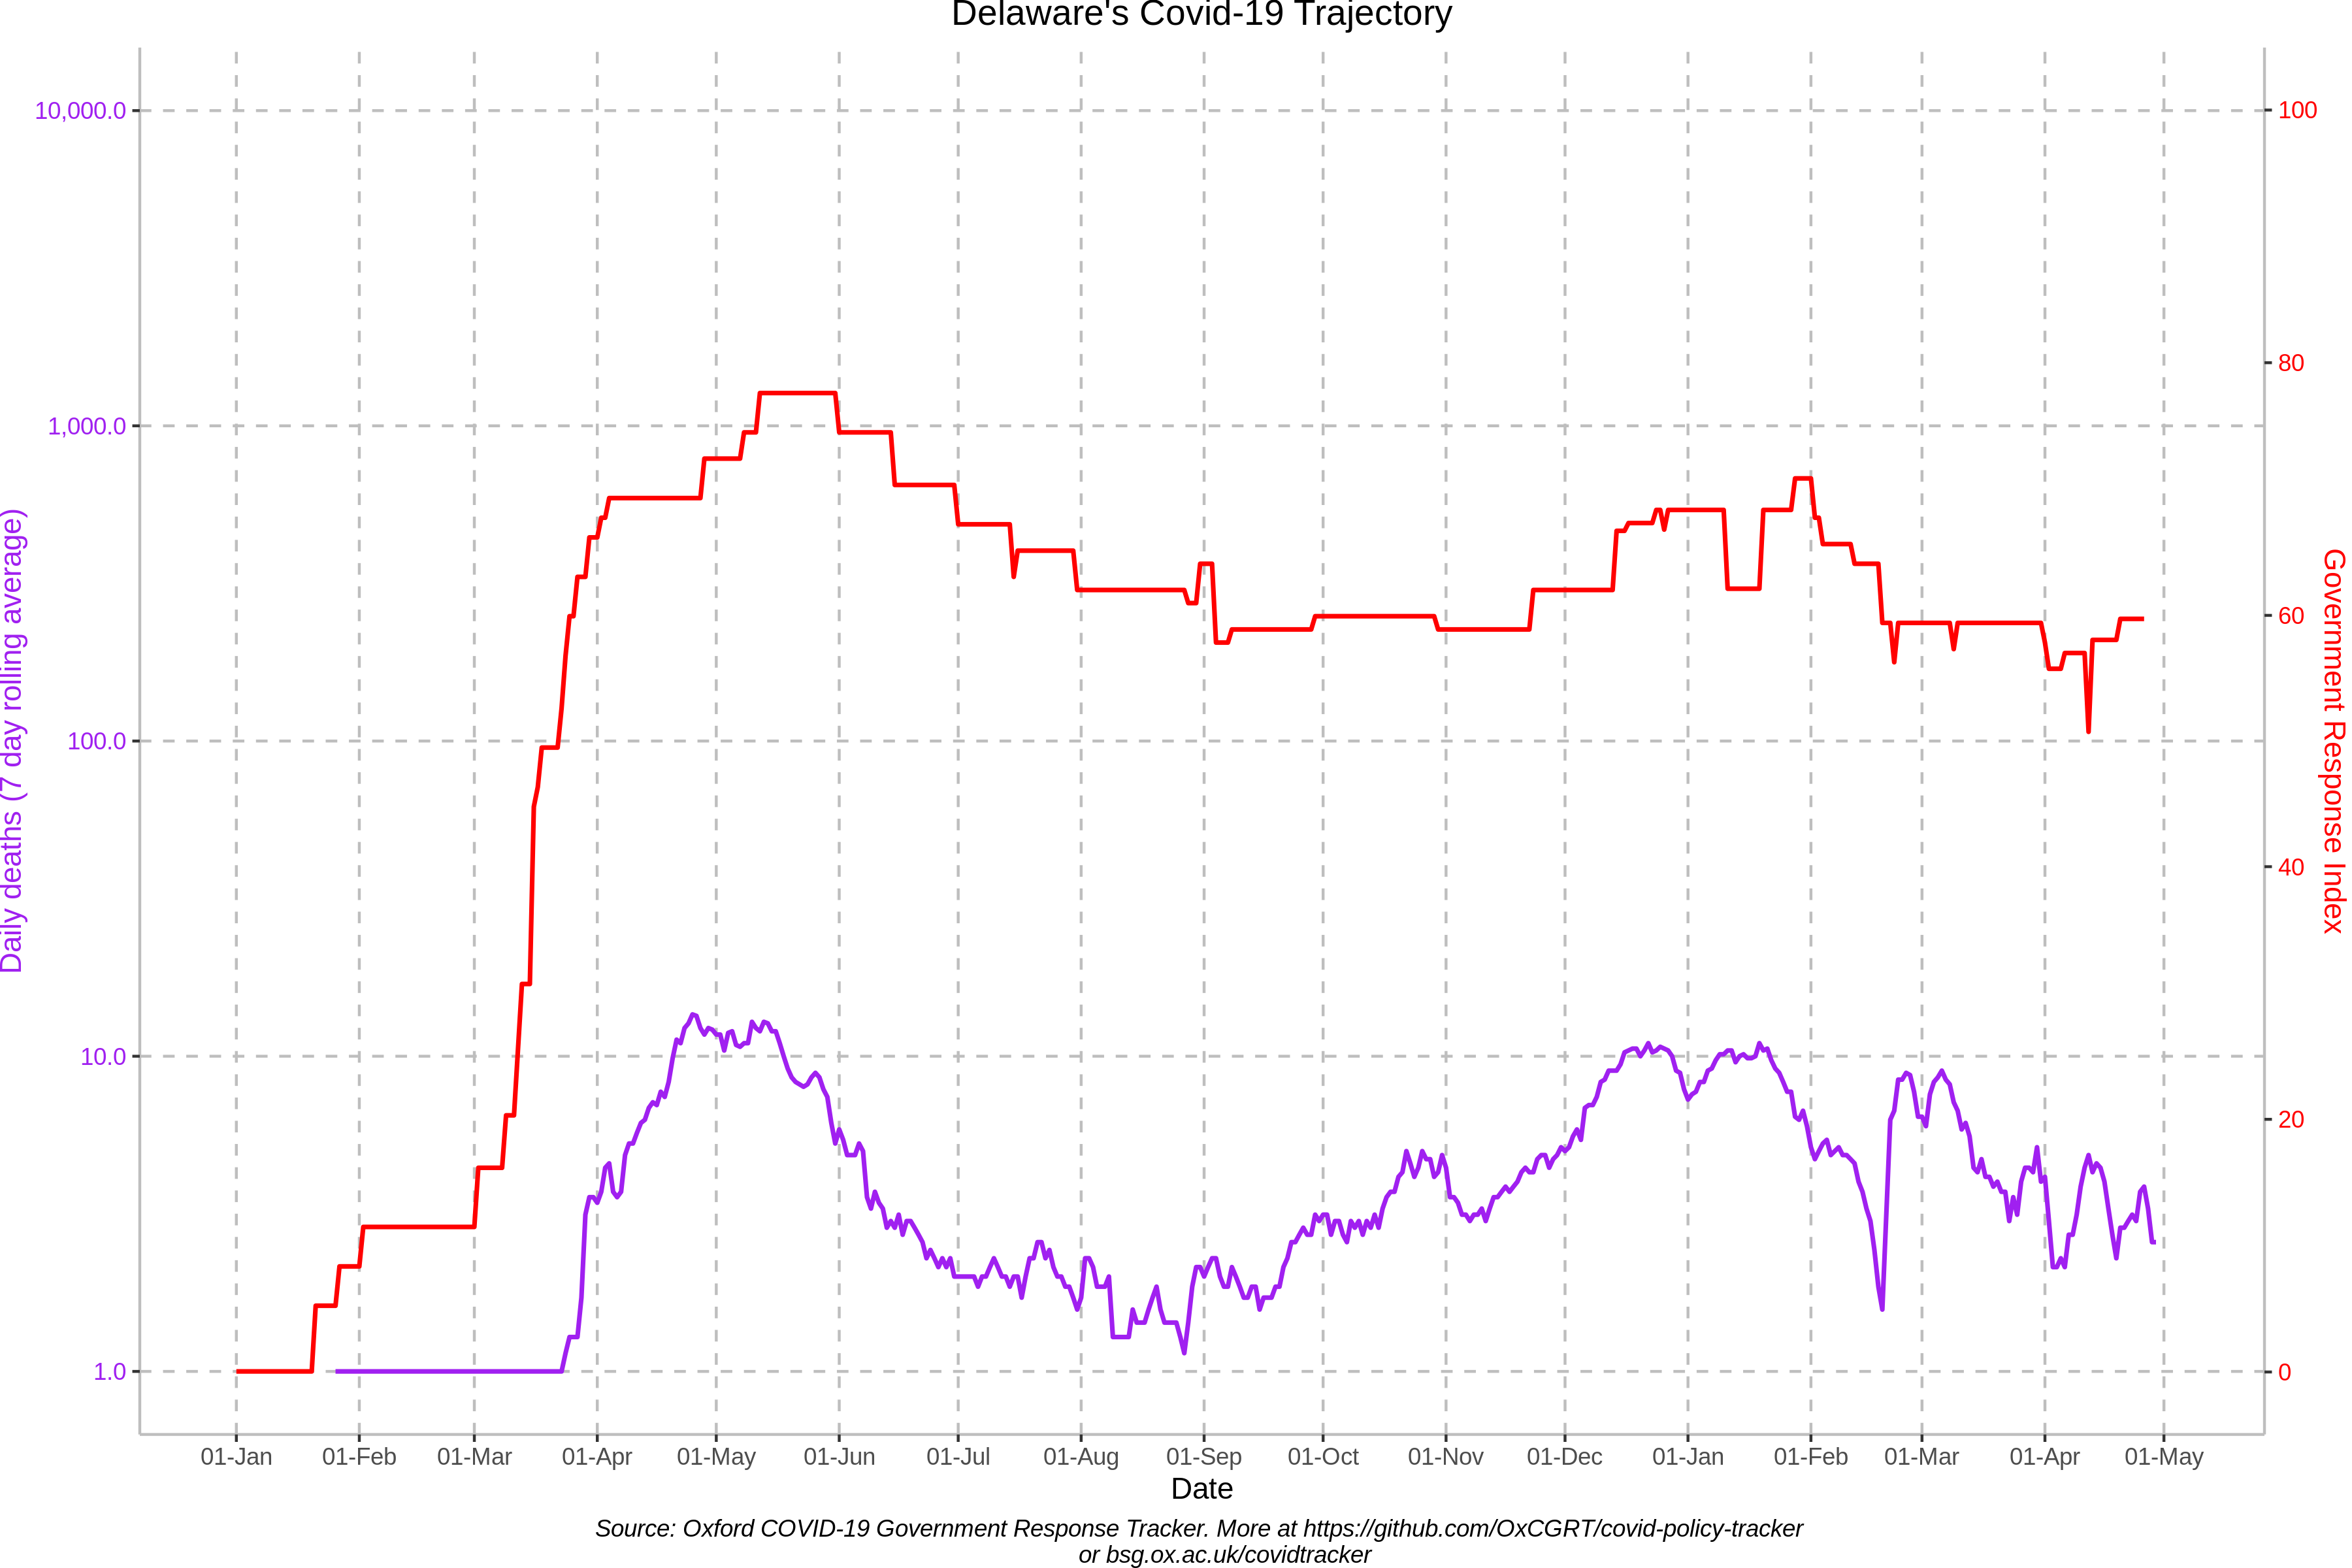 Delaware's Covid-19 Trajectory
10,000.0
1,000.0
100.0
10.0
1.0
Daily deaths (7 day rolling average)
100
80
60
40
20
0
Government Response Index
01-Jan 01-Feb 01-Mar 01-Apr 01-May 01-Jun 01-Jul 01-Aug 01-Sep 01-Oct 01-Nov 01-Dec 01-Jan 01-Feb 01-Mar 01-Apr 01-May
Date
Source: Oxford COVID-19 Government Response Tracker. More at https://github.com/OxCGRT/covid-policy-tracker
or bsg.ox.ac.uk/covidtracker